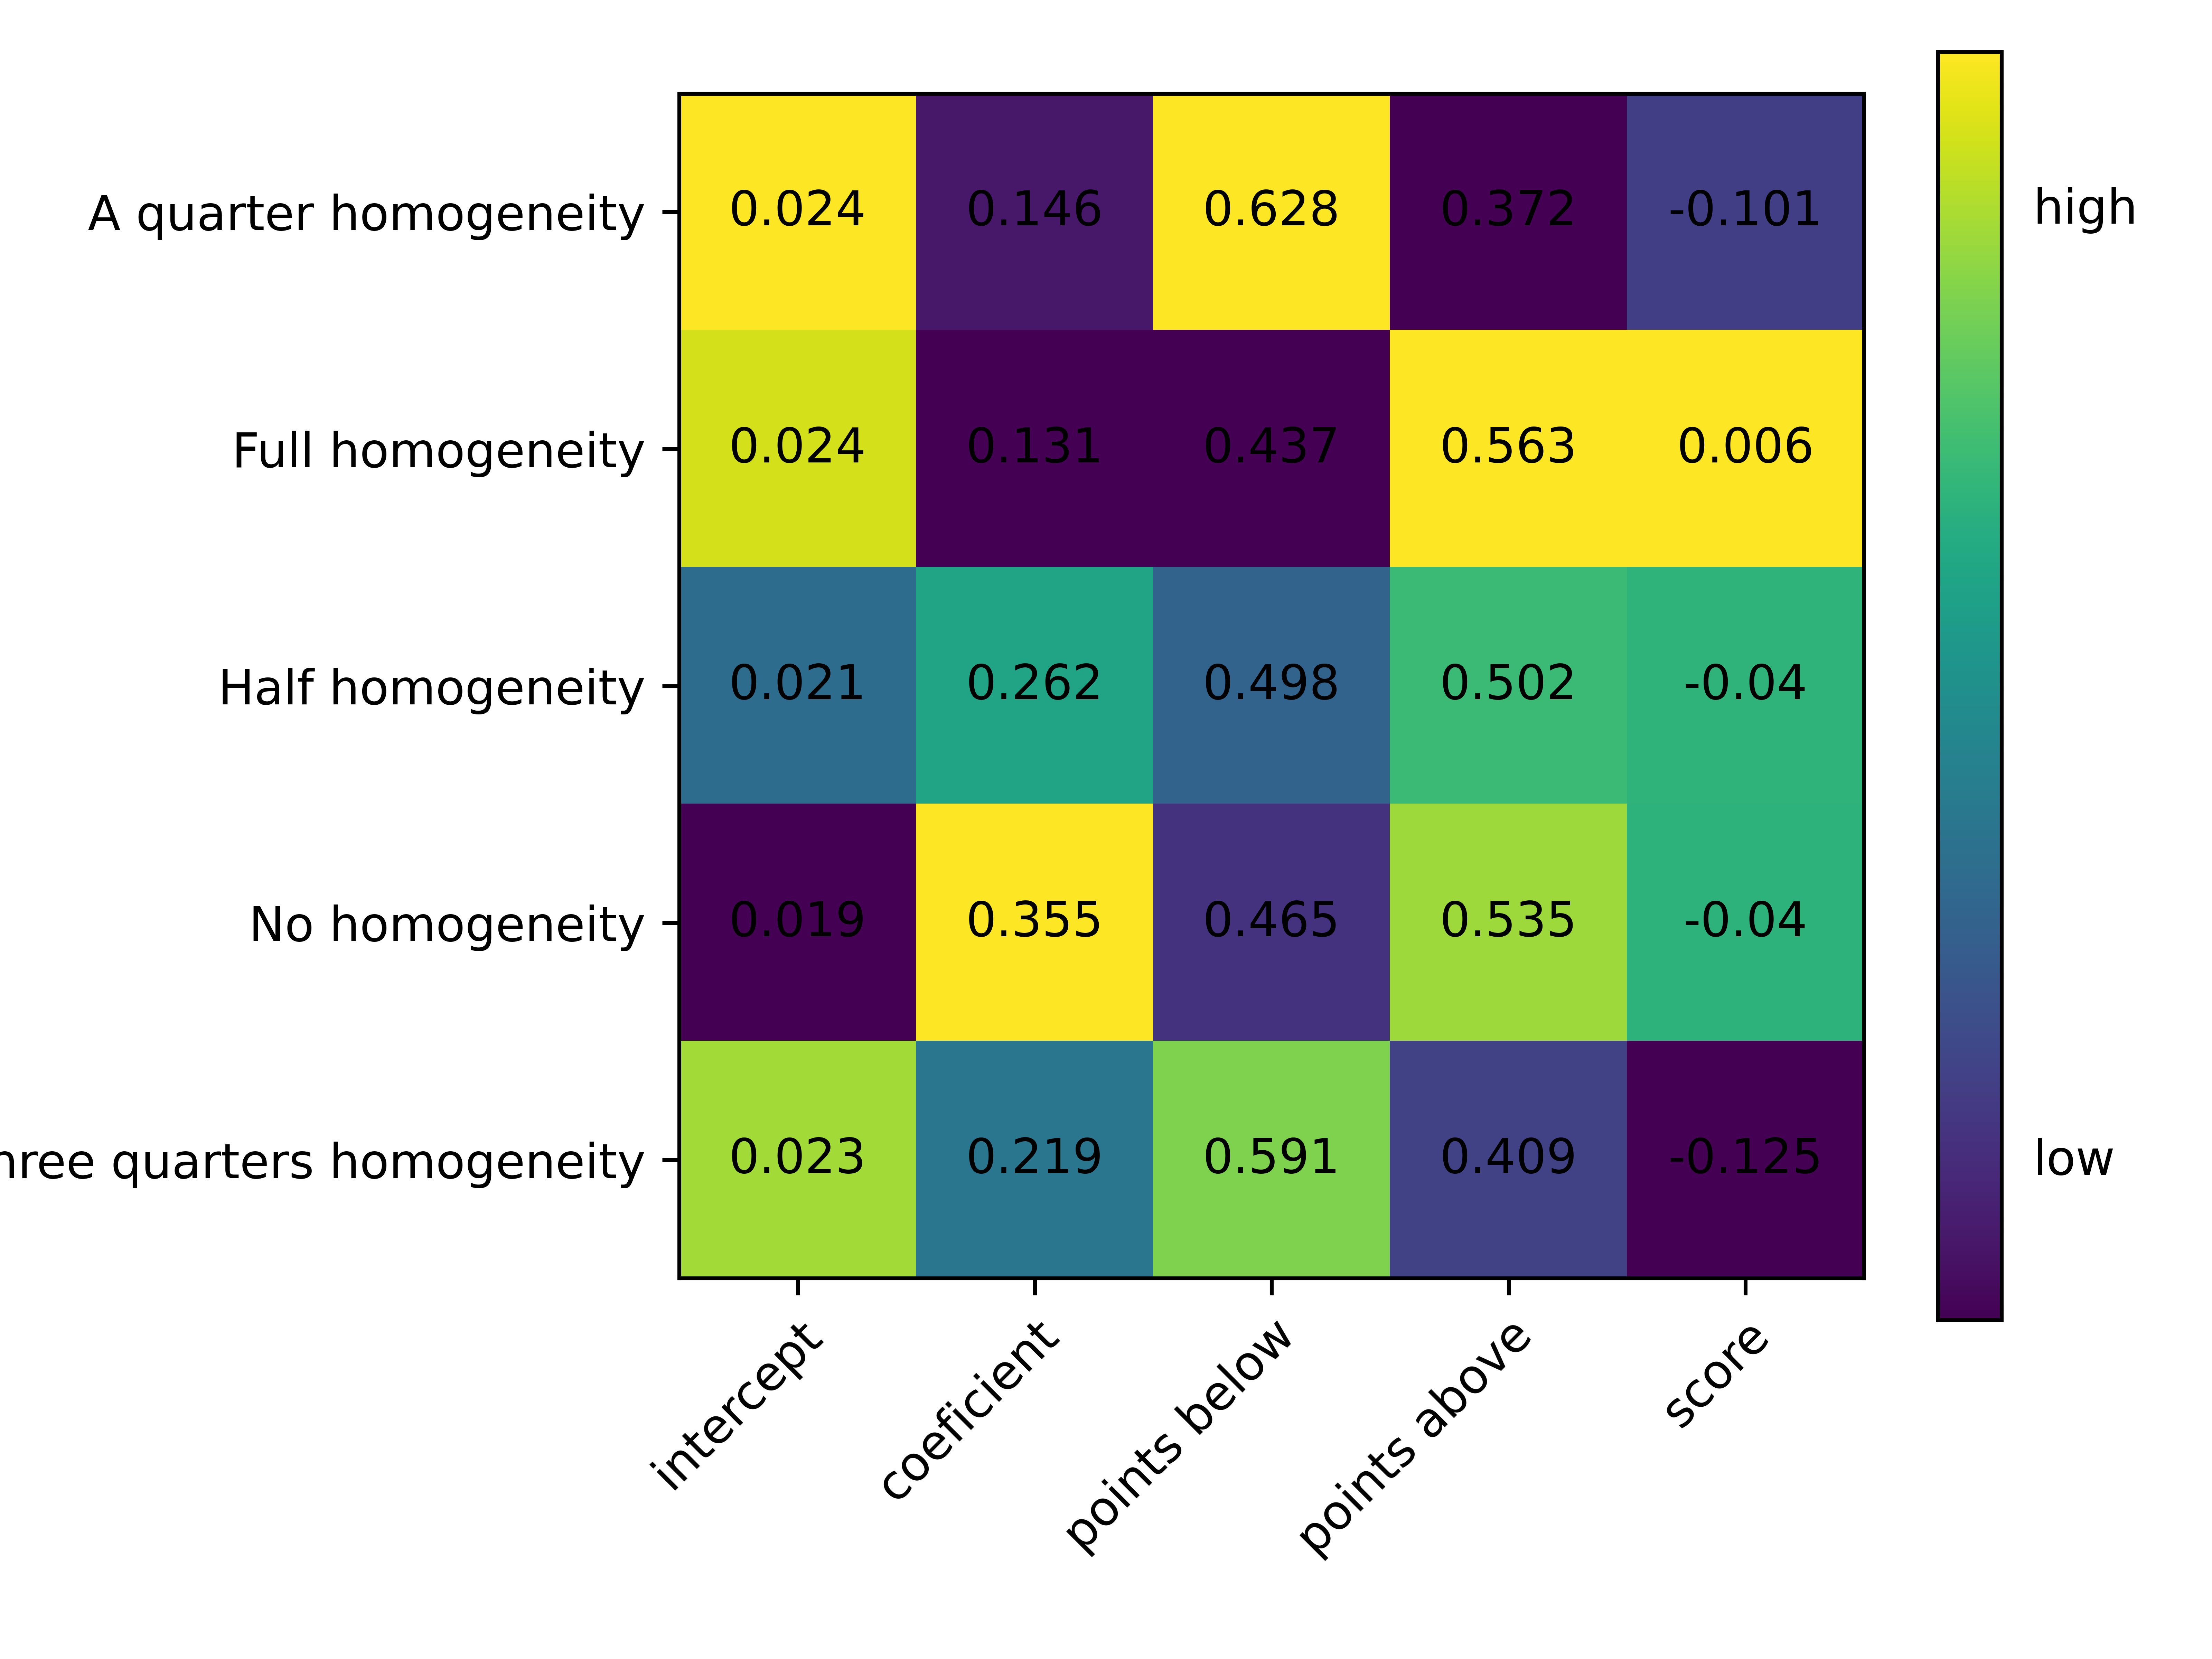 A quarter homogeneity 0.024 0.146 0.628 0.372 -0.101
Full homogeneity 0.024 0.131 0.437 0.563 0.006
Half homogeneity 0.021 0.262 0.498 0.502 -0.04
No homogeneity 0.019 0.355 0.465 0.535 -0.04
hree quarters homogeneity 0.023 0.219 0.591 0.409 -0.125
intercept
coeficient
points below
points above
score
high
low